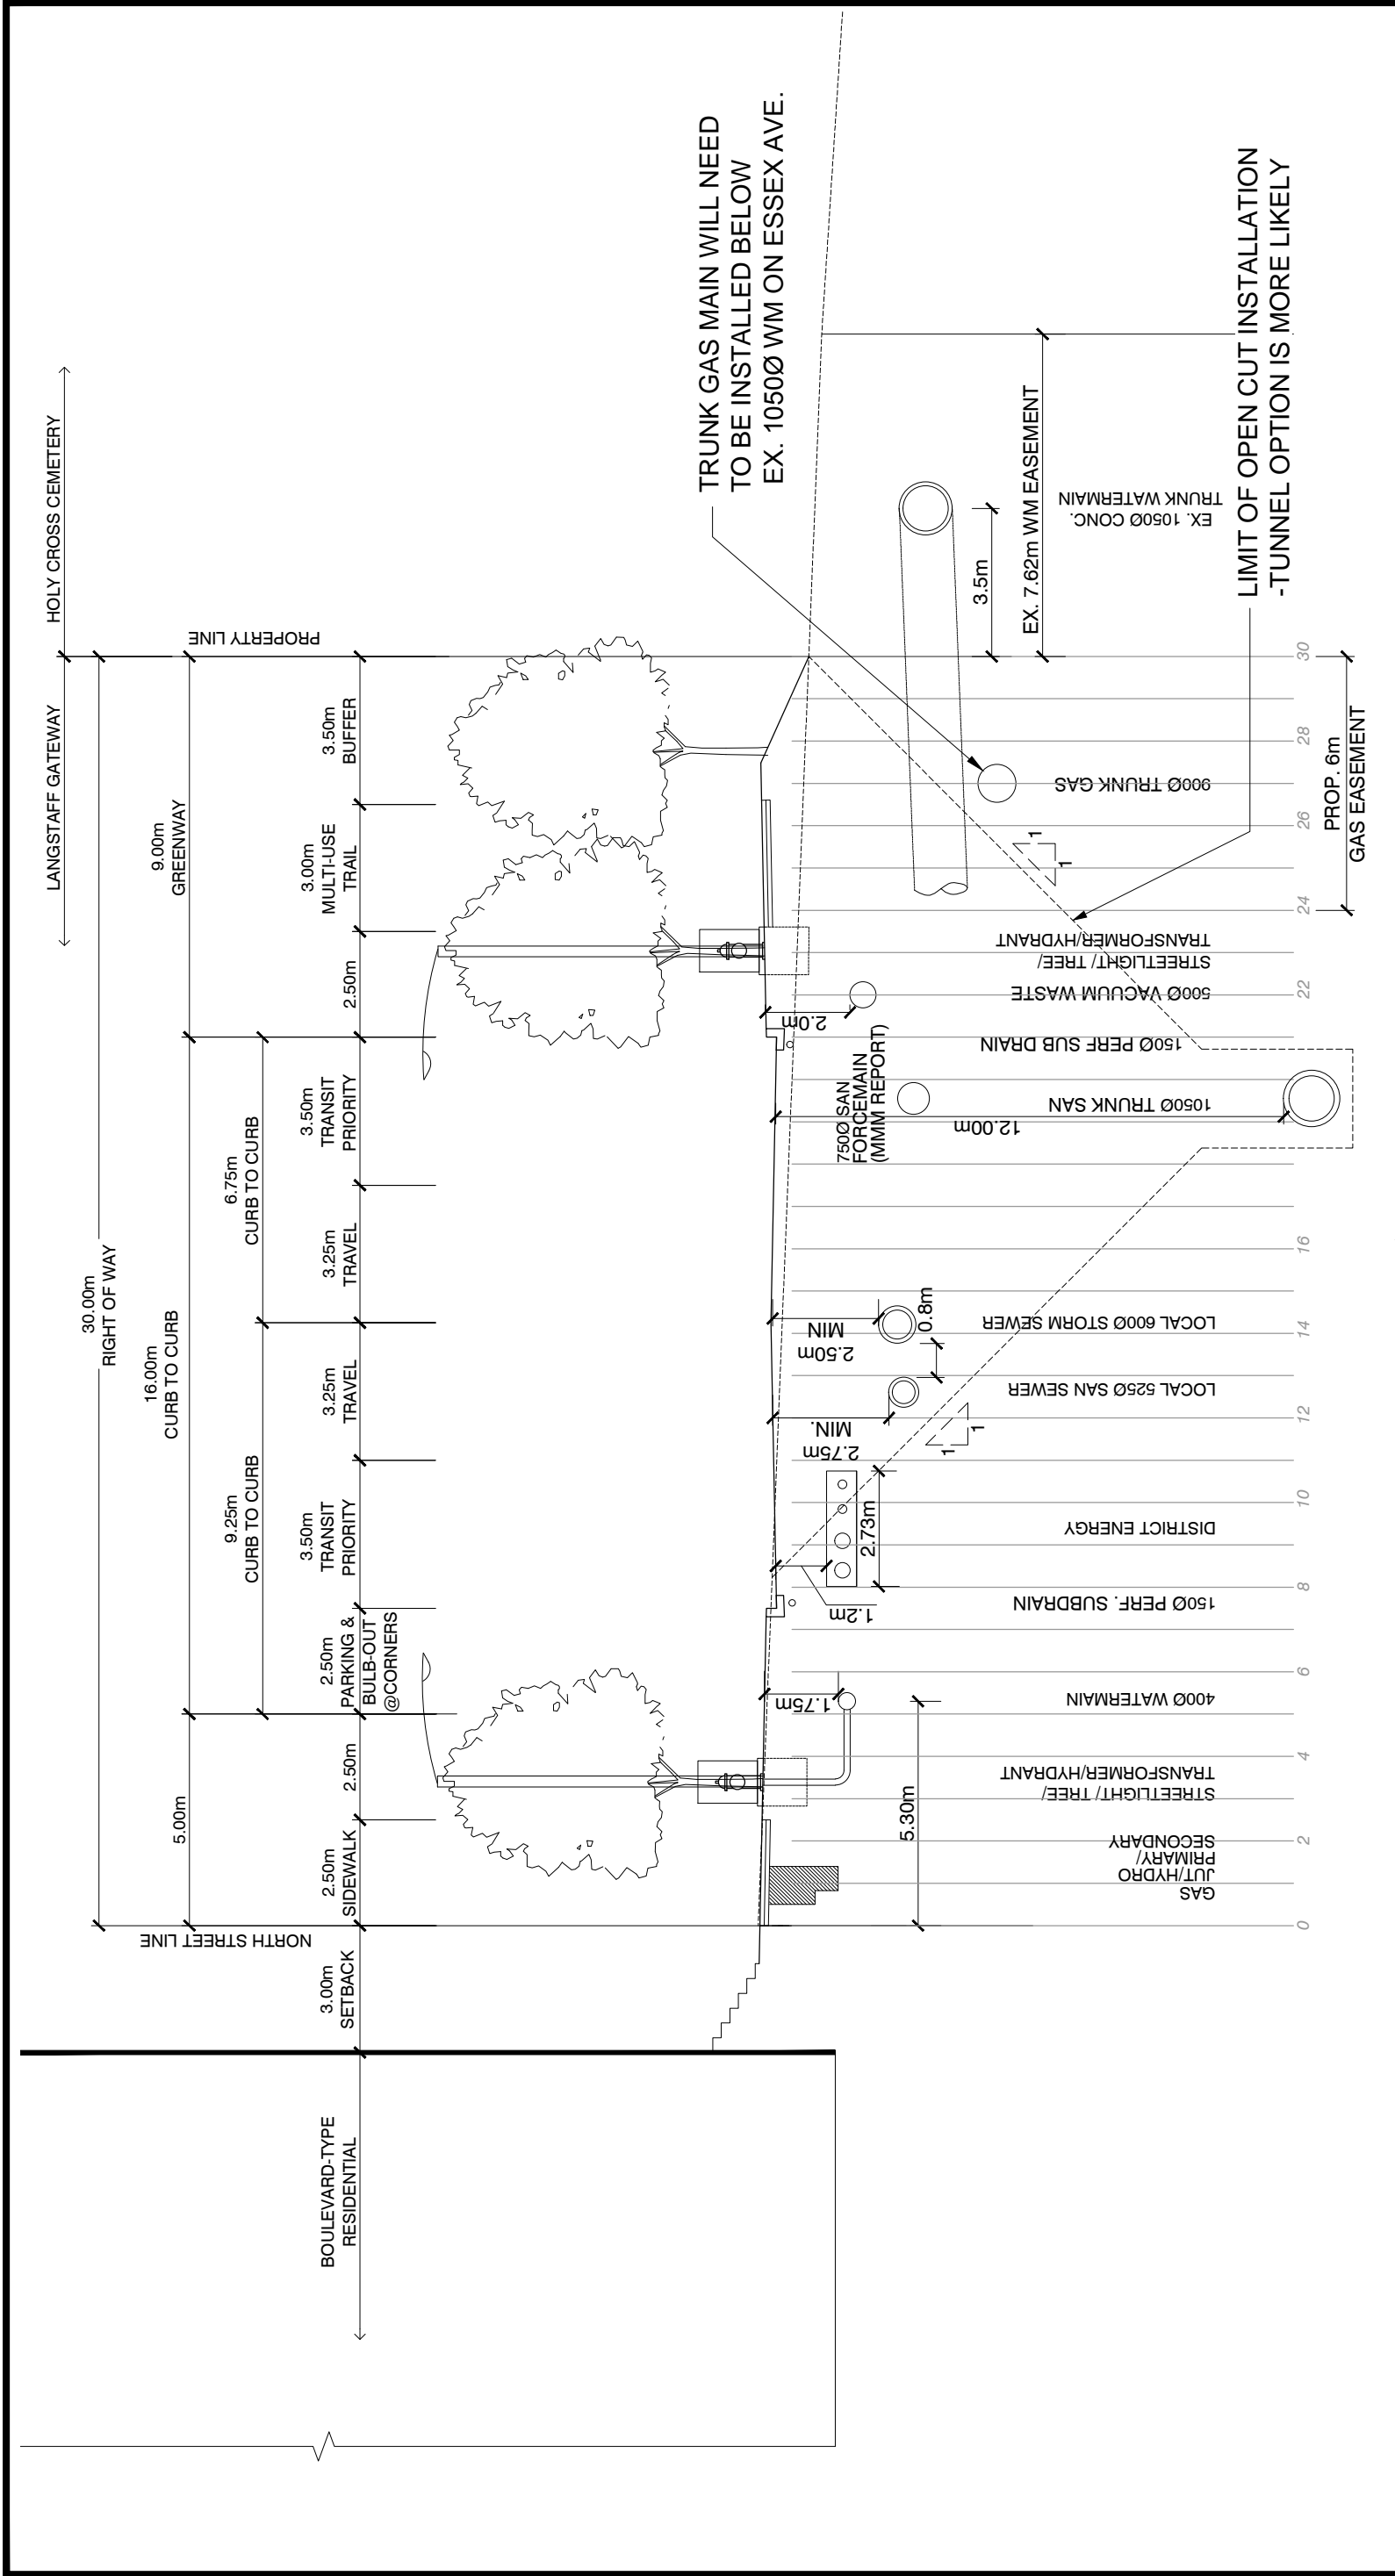 BOULEVARD-TYPE
RESIDENTIAL
3.00m
SETBACK
NORTH STREET LINE
30.00m
RIGHT OF WAY
LANGSTAFF GATEWAY
HOLY CROSS CEMETERY
PROPERTY LINE
5.00m
16.00m
CURB TO CURB
9.00m
GREENWAY
9.25m
CURB TO CURB
6.75m
CURB TO CURB
2.50m
SIDEWALK
2.50m
2.50m
PARKING &
BULB-OUT
@CORNERS
3.50m
TRANSIT
PRIORITY
3.25m
TRAVEL
3.25m
TRAVEL
3.50m
TRANSIT
PRIORITY
2.50m
3.00m
MULTI-USE
TRAIL
3.50m
BUFFER
TRUNK GAS MAIN WILL NEED
TO BE INSTALLED BELOW
EX. 1050Ø WM ON ESSEX AVE.
1.75m
5.30m
1.2m
2.73m
2.75m
MIN.
2.50m
MIN
0.8m
1
1
750Ø SAN
FORCEMAIN
(MMM REPORT)
12.00m
2.0m
1
1
3.5m
EX. 7.62m WM EASEMENT
GAS
JUT/HYDRO
PRIMARY/
SECONDARY
STREETLIGHT/ TREE/
TRANSFORMER/HYDRANT
400Ø WATERMAIN
150Ø PERF. SUBDRAIN
DISTRICT ENERGY
LOCAL 525Ø SAN SEWER
LOCAL 600Ø STORM SEWER
1050Ø TRUNK SAN
150Ø PERF SUB DRAIN
500Ø VACUUM WASTE
STREETLIGHT/ TREE/
TRANSFORMER/HYDRANT
900Ø TRUNK GAS
EX. 1050Ø CONC.
TRUNK WATERMAIN
LIMIT OF OPEN CUT INSTALLATION
-TUNNEL OPTION IS MORE LIKELY
0
2
4
6
8
10
12
14
16
22
24
26
28
30
PROP. 6m
GAS EASEMENT